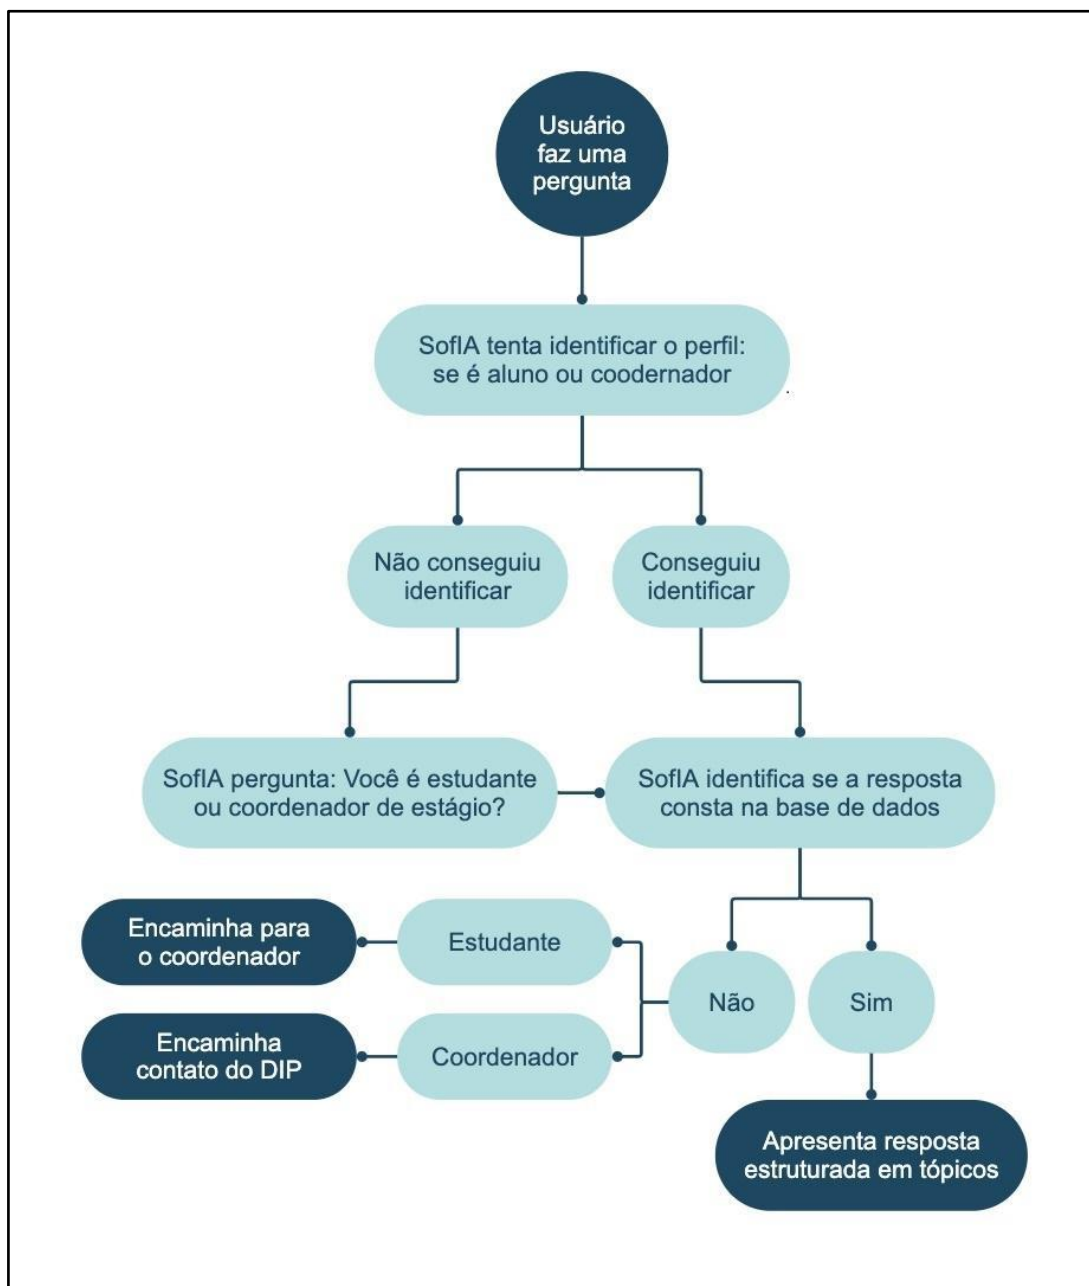 Usuário
faz uma
pergunta
SofIA tenta identificar o perfil:
se é aluno ou coodernador
Não conseguiu
identificar
Conseguiu
identificar
SofIA pergunta: Você é estudante
ou coordenador de estágio?
SofIA identifica se a resposta
consta na base de dados
Encaminha para
o coordenador
Estudante
Não
Sim
Encaminha
contato do DIP
Coordenador
Apresenta resposta
estruturada em tópicos